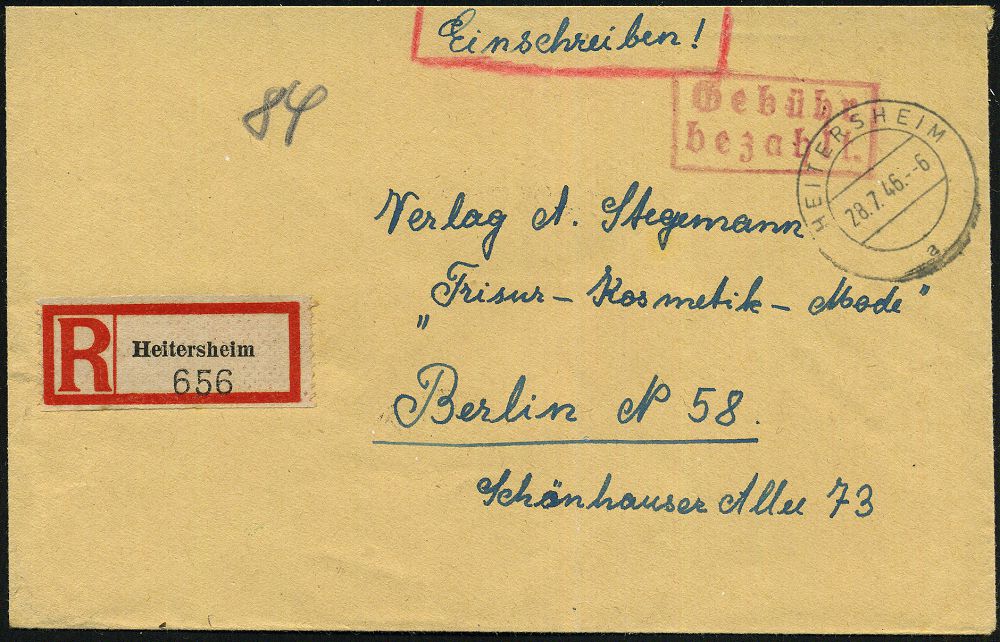 Einschreiben!
84
Gebühr
bezahlt.
HEITERSHEIM
28.7.46.--6
a
Verlag A. Stegemann
„Frisur - Kosmetik - Mode"
R Heitersheim
656
Berlin N 58.
Schönhauser Allee 73